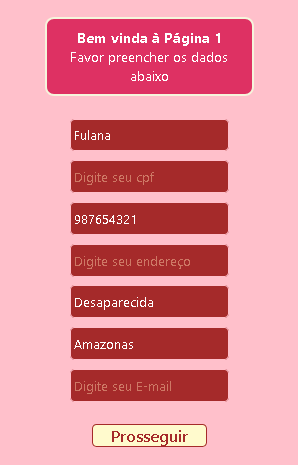 Bem vinda à Página 1
Favor preencher os dados
abaixo
Fulana
Digite seu cpf
987654321
Digite seu endereço
Desaparecida
Amazonas
Digite seu E-mail
Prosseguir